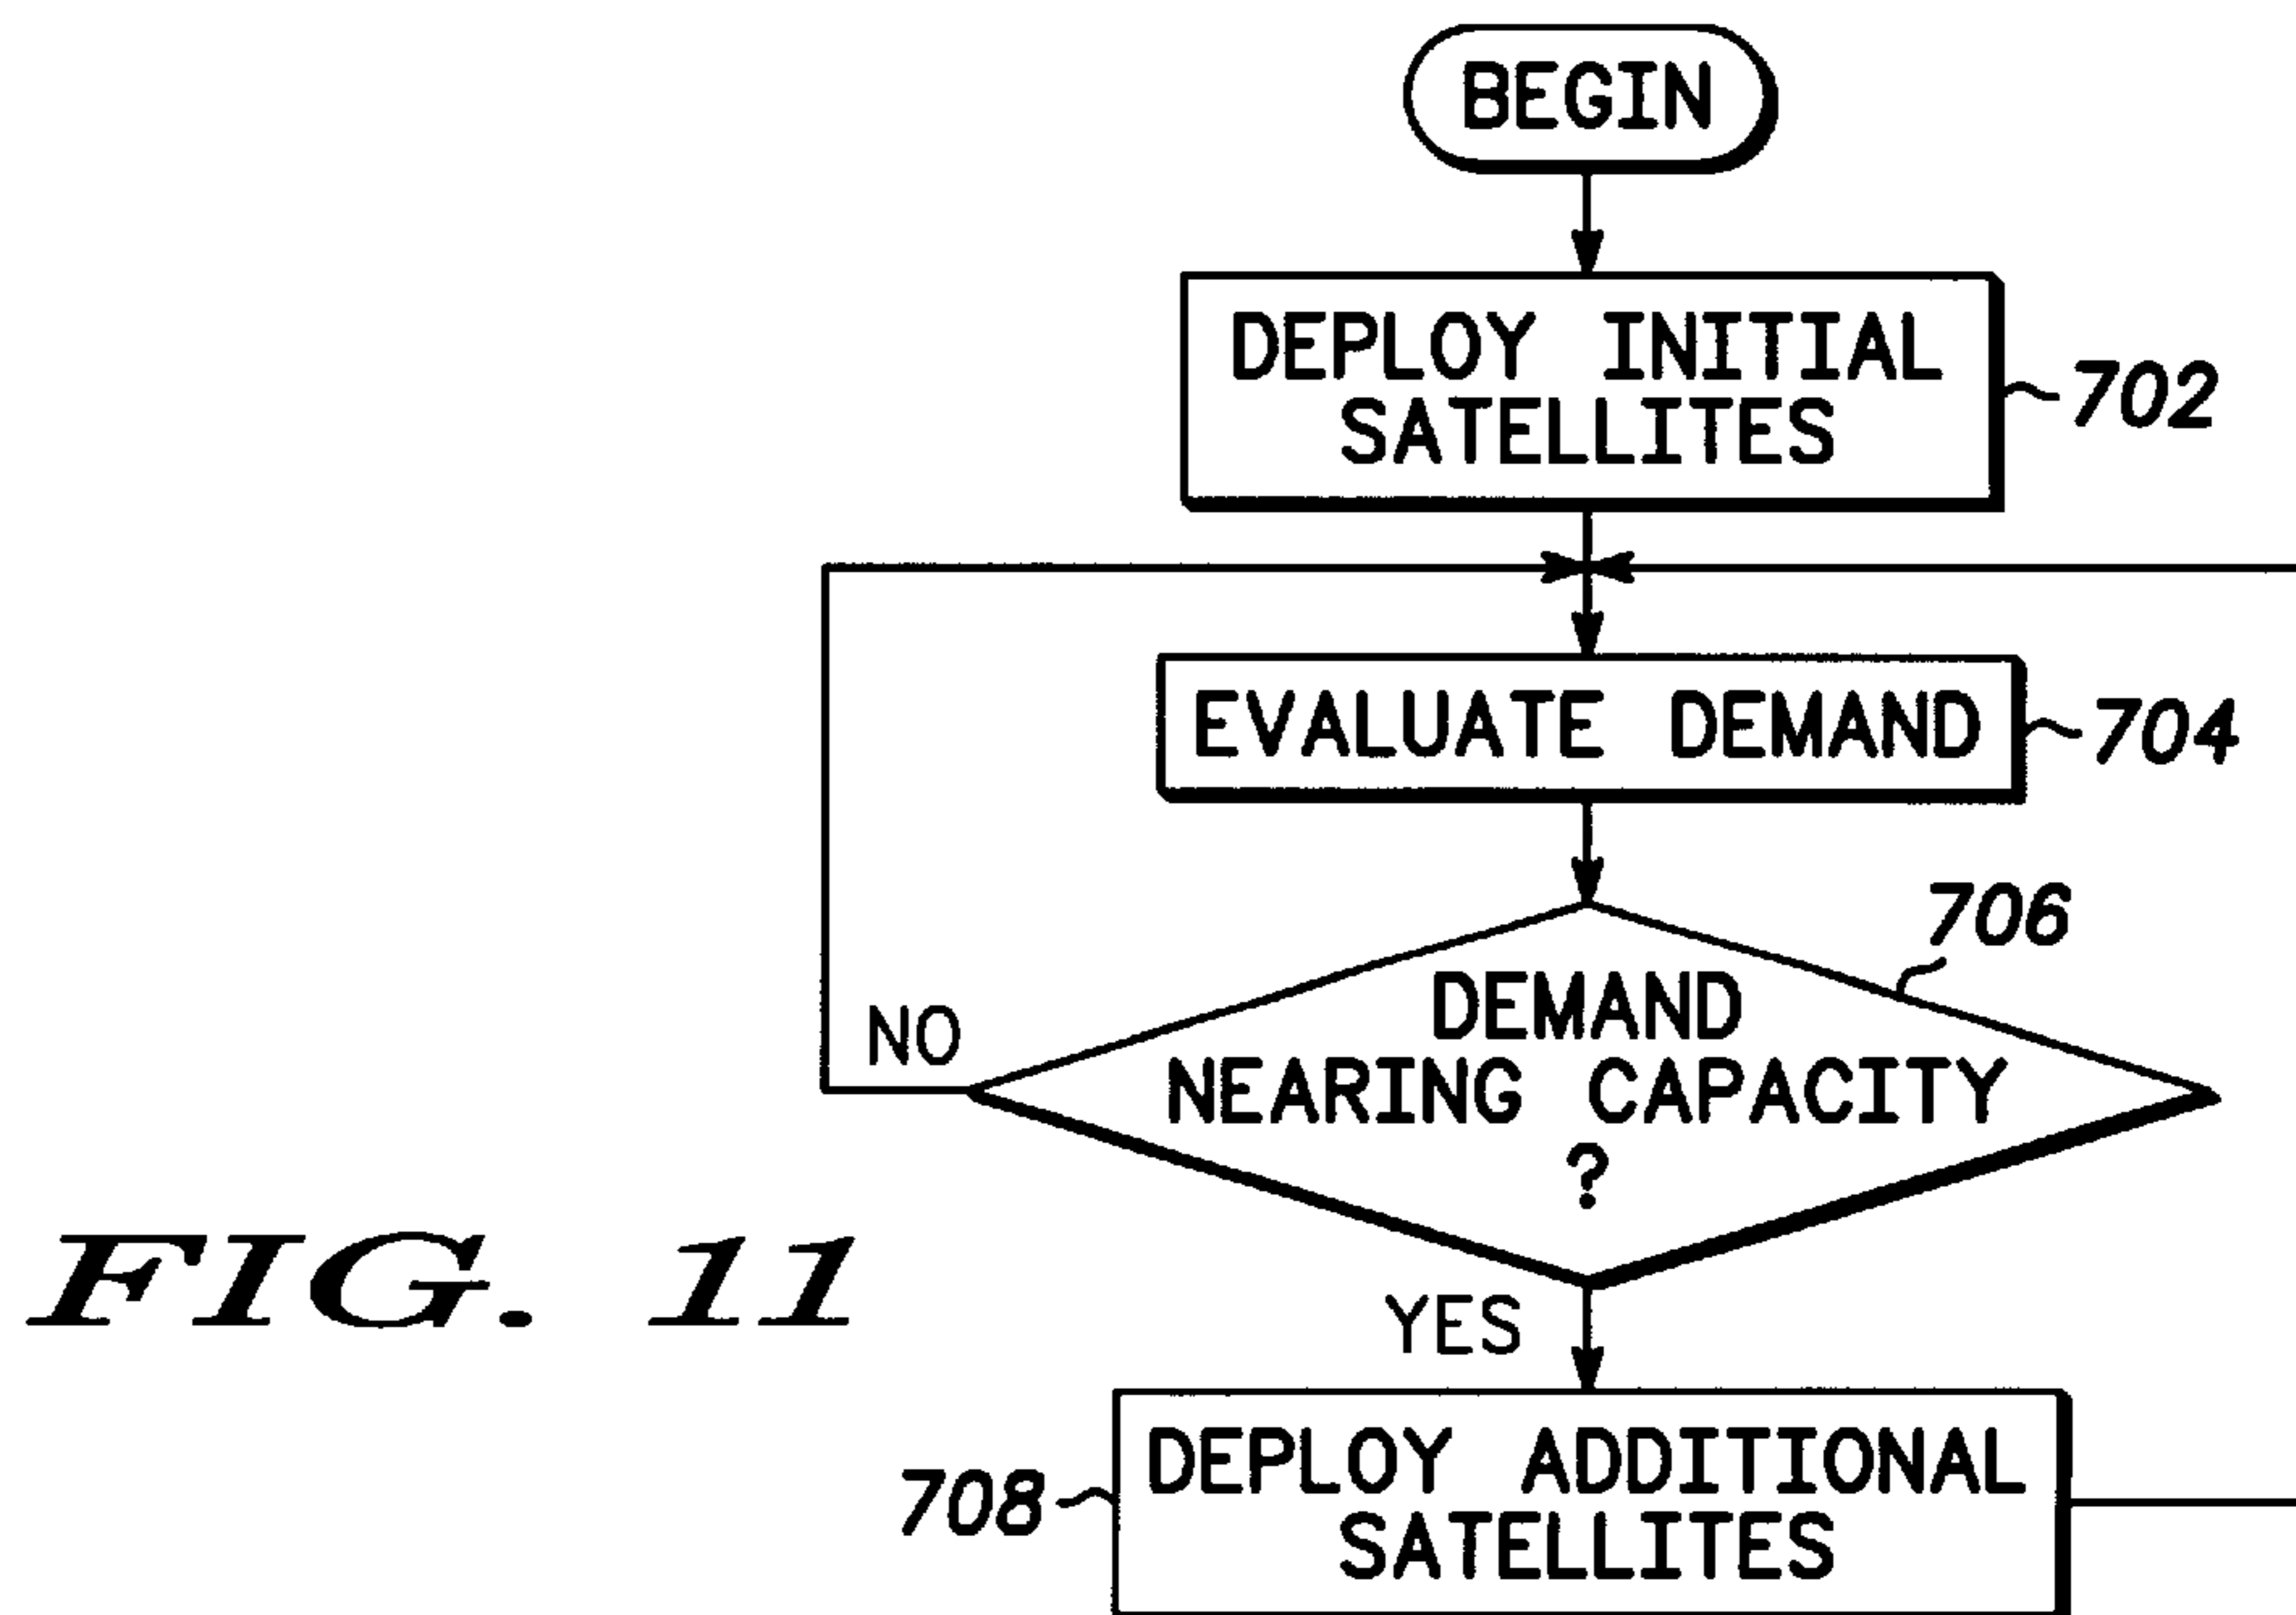 BEGIN
DEPLOY INITIAL
SATELLITES
702
EVALUATE DEMAND
704
706
DEMAND
NEARING CAPACITY
?
NO
YES
FIG. 11
DEPLOY ADDITIONAL
SATELLITES
708